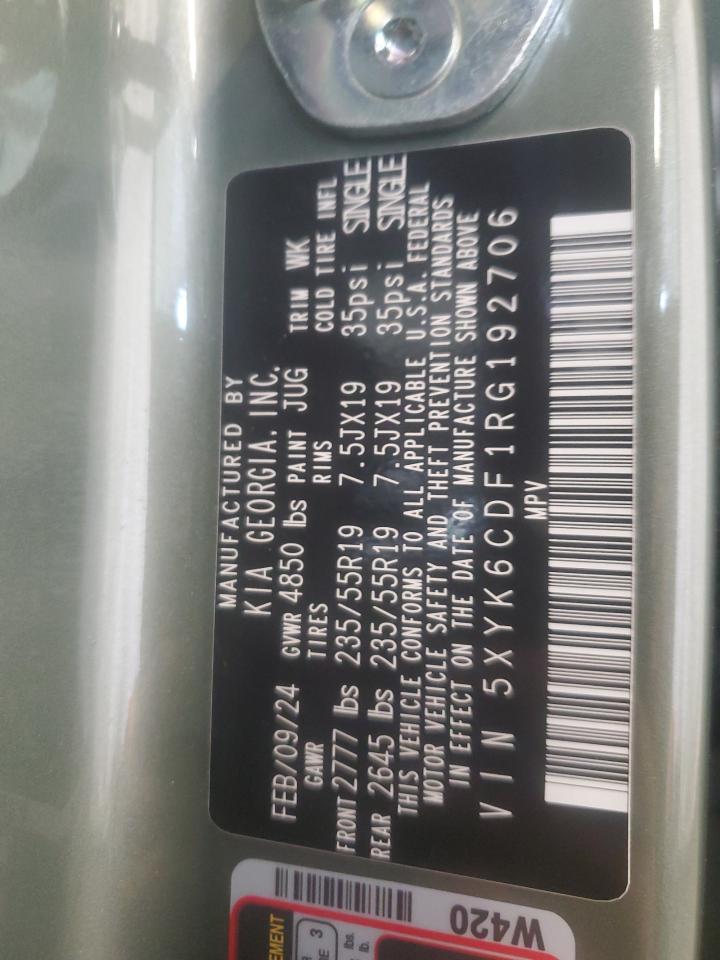 MANUFACTURED BY
KIA GEORGIA. INC.
FEB/09/24 GVWR 4850 lbs PAINT JUG TRIM WK
GAWR TIRES RIMS COLD TIRE INFL
FRONT 2777 lbs 235/55R19 7.5JX19 35psi SINGLE
REAR 2645 lbs 235/55R19 7.5JX19 35psi SINGLE
THIS VEHICLE CONFORMS TO ALL APPLICABLE U.S.A. FEDERAL
MOTOR VEHICLE SAFETY AND THEFT PREVENTION STANDARDS
IN EFFECT ON THE DATE OF MANUFACTURE SHOWN ABOVE
VIN 5XYK6CDF1RG192706
MPV
W420
3
lbs.
lb.